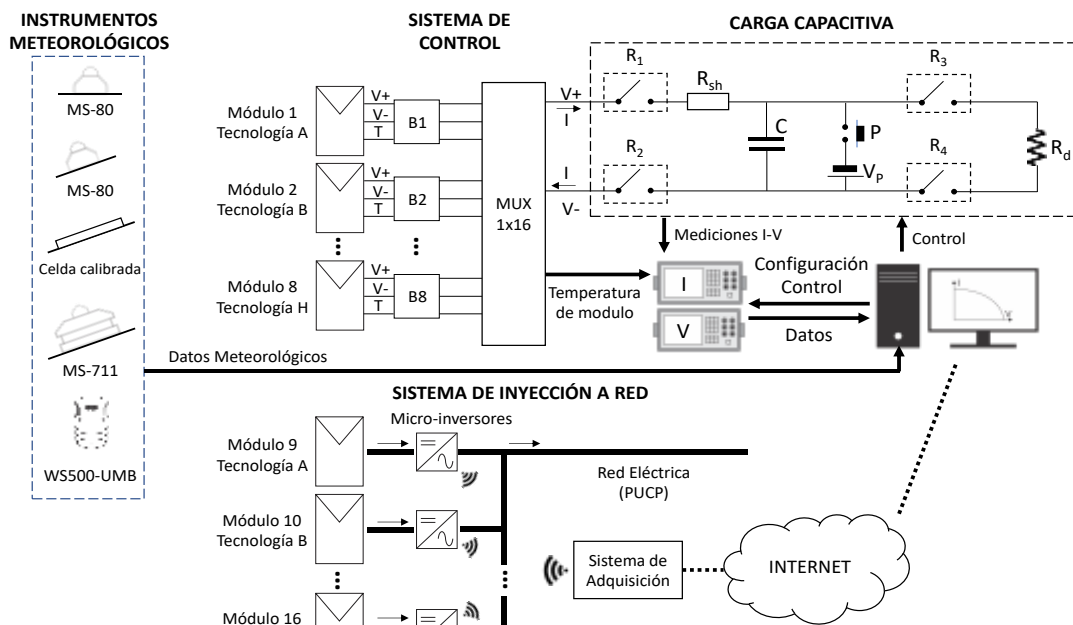 INSTRUMENTOS
METEOROLÓGICOS
MS-80
MS-80
Celda calibrada
MS-711
WS500-UMB
SISTEMA DE
CONTROL
Módulo 1
Tecnología A
V+
V-
T
B1
Módulo 2
Tecnología B
V+
V-
T
B2
Módulo 8
Tecnología H
V+
V-
T
B8
MUX
1x16
V+
I
I
V-
CARGA CAPACITIVA
R1
Rsh
R3
C
P
VP
Rd
R2
R4
Mediciones I-V
Control
Temperatura
de modulo
I
V
Configuración
Control
Datos
I
V
Datos Meteorológicos
SISTEMA DE INYECCIÓN A RED
Micro-inversores
Módulo 9
Tecnología A
Red Eléctrica
(PUCP)
Módulo 10
Tecnología B
Módulo 16
Sistema de
Adquisición
INTERNET